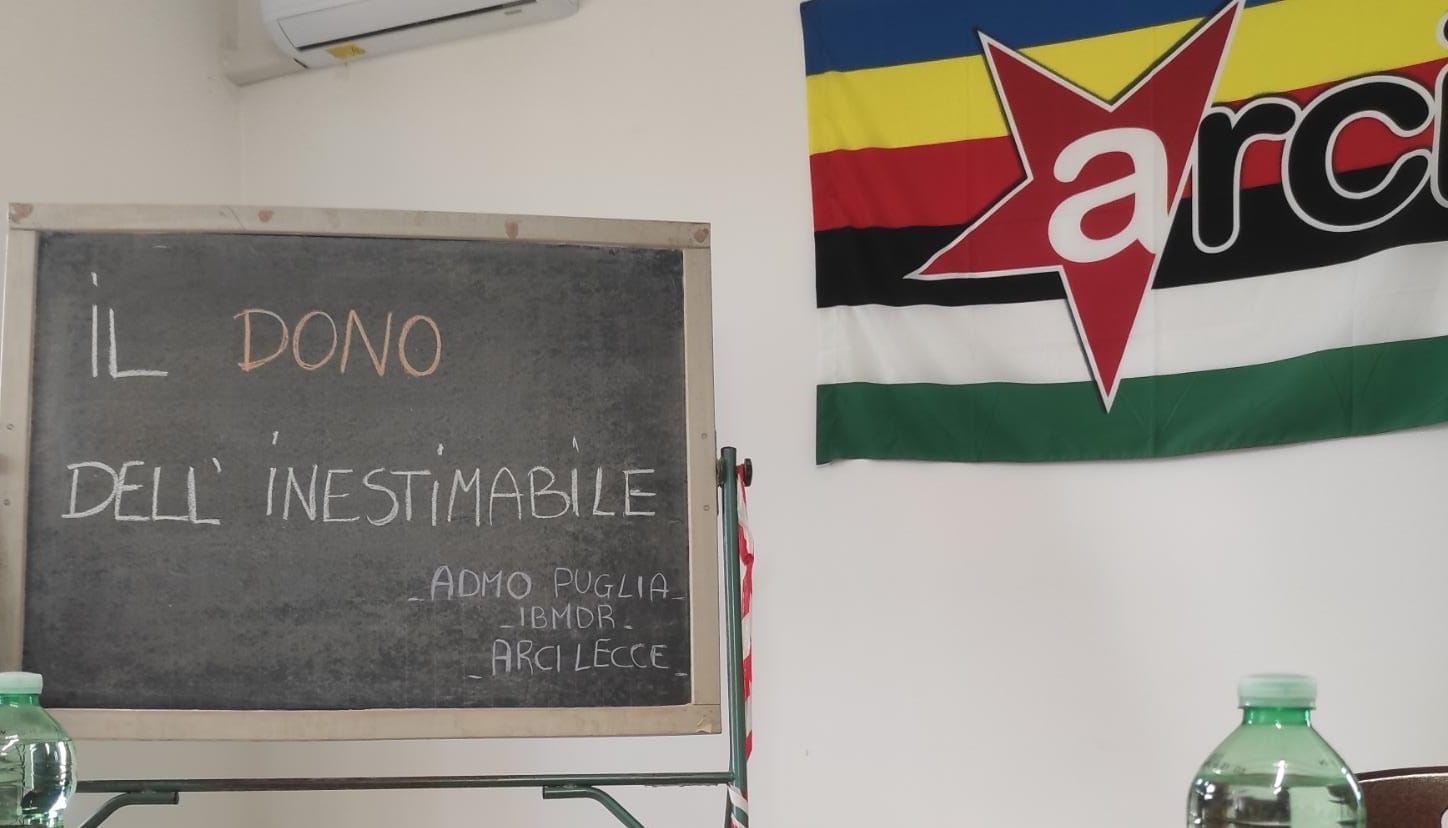 iL DONO
DELL' iNESTiMABiLE
_ADMO PUGLIA_
_IBMDR_
_ARCI LECCE_
arci